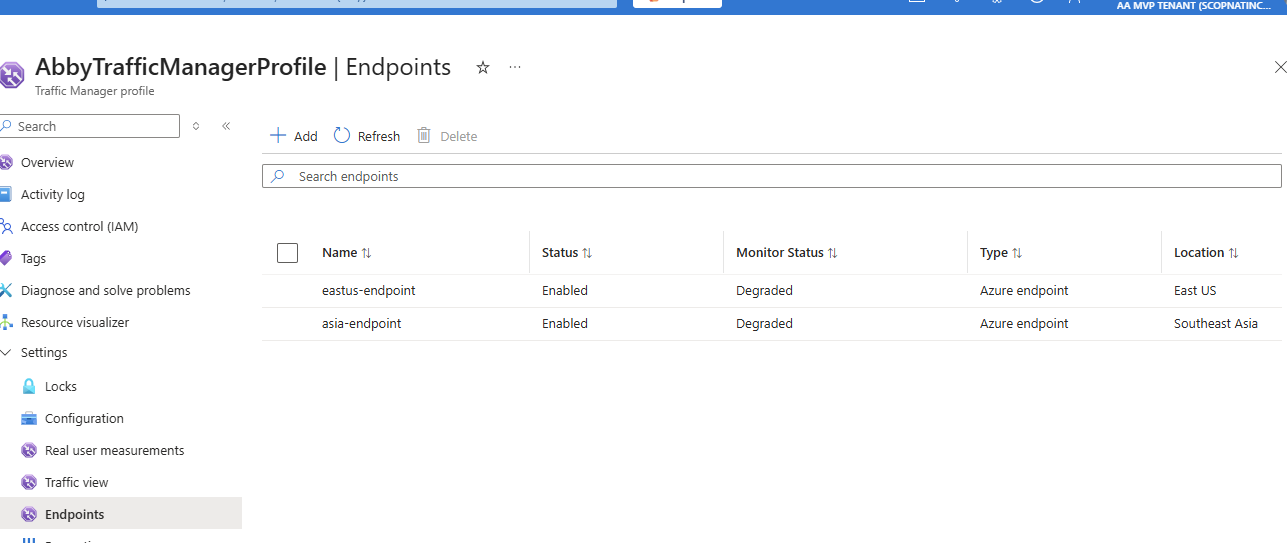 AA MVP TENANT (SCOPNATINC...
AbbyTrafficManagerProfile | Endpoints
Traffic Manager profile
Search
Add Refresh Delete
Search endpoints
Overview
Activity log
Access control (IAM)
Tags
Diagnose and solve problems
Resource visualizer
Settings
Locks
Configuration
Real user measurements
Traffic view
Endpoints
Name Status Monitor Status Type Location
eastus-endpoint Enabled Degraded Azure endpoint East US
asia-endpoint Enabled Degraded Azure endpoint Southeast Asia